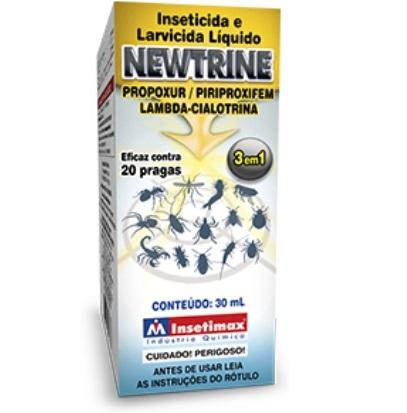 Inseticida e
Larvicida Líquido
NEWTRINE
PROPOXUR / PIRIPROXIFEM
LAMBDA-CIALOTRINA
Eficaz contra
20 pragas
3 em 1
CONTEÚDO: 30 mL
Insetimax
Indústria Química
CUIDADO! PERIGOSO!
ANTES DE USAR LEIA
AS INSTRUÇÕES DO RÓTULO